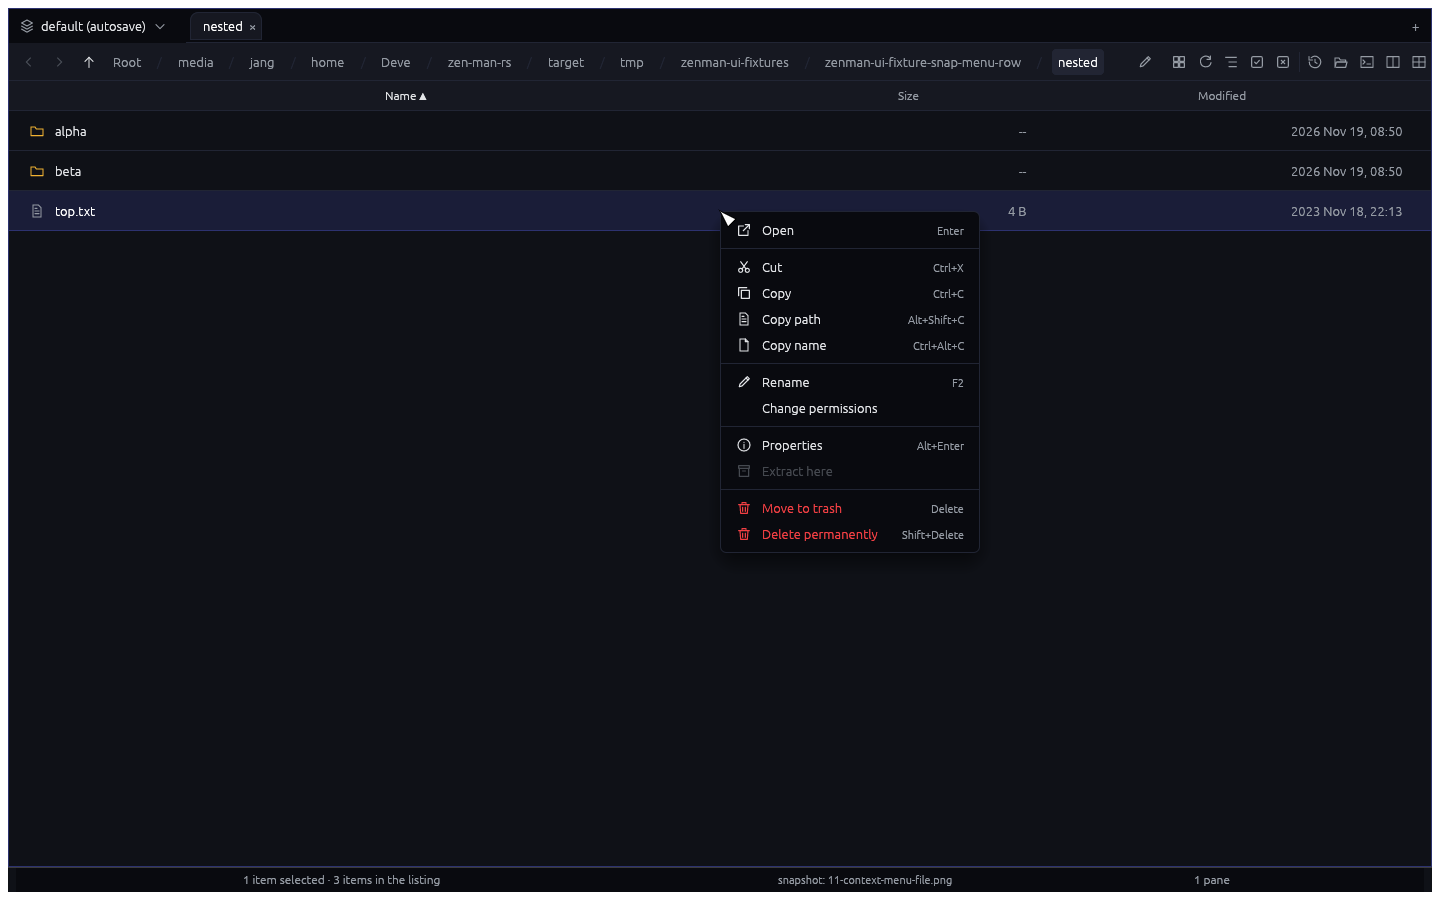 default (autosave)
nested ×
+
Root / media / jang / home / Deve / zen-man-rs / target / tmp / zenman-ui-fixtures / zenman-ui-fixture-snap-menu-row / nested
Name ▲ Size Modified
alpha -- 2026 Nov 19, 08:50
beta -- 2026 Nov 19, 08:50
top.txt 4 B 2023 Nov 18, 22:13
Open Enter
Cut Ctrl+X
Copy Ctrl+C
Copy path Alt+Shift+C
Copy name Ctrl+Alt+C
Rename F2
Change permissions
Properties Alt+Enter
Extract here
Move to trash Delete
Delete permanently Shift+Delete
1 item selected · 3 items in the listing
snapshot: 11-context-menu-file.png
1 pane